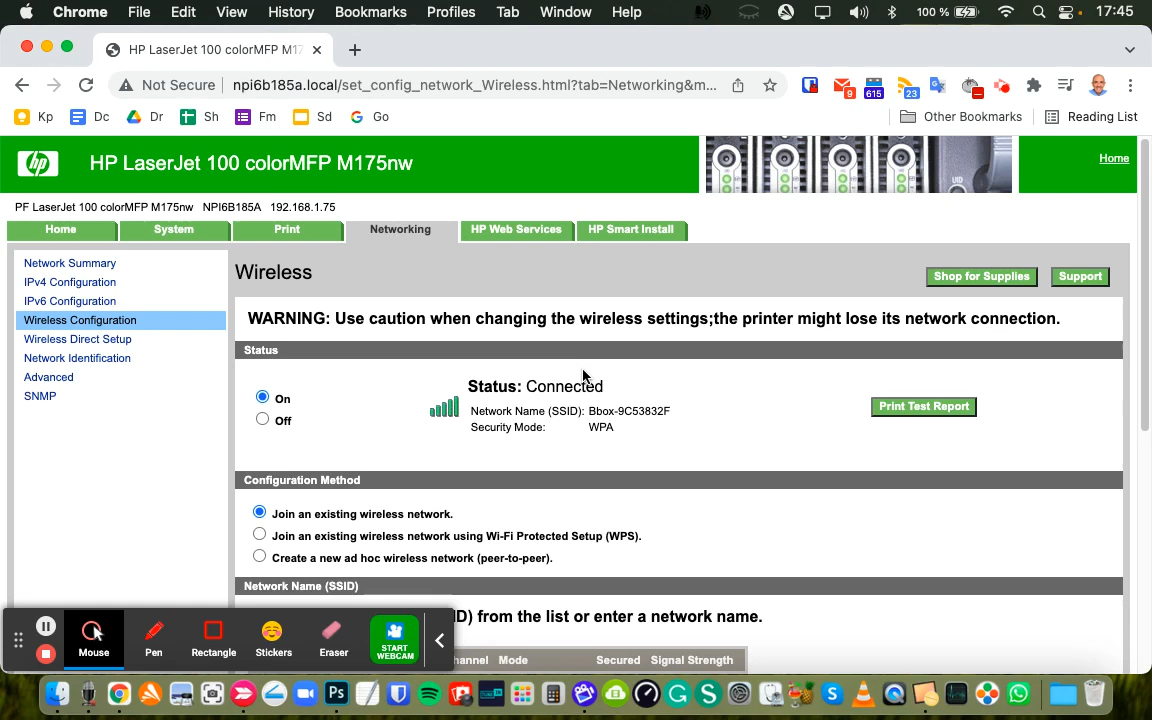 Chrome File Edit View History Bookmarks Profiles Tab Window Help 100 % 17:45
HP LaserJet 100 colorMFP M17
Not Secure npi6b185a.local/set_config_network_Wireless.html?tab=Networking&m... 9 615 23
Kp Dc Dr Sh Fm Sd Go Other Bookmarks Reading List
hp HP LaserJet 100 colorMFP M175nw Home
UID
PF LaserJet 100 colorMFP M175nw NPI6B185A 192.168.1.75
Home System Print Networking HP Web Services HP Smart Install
Network Summary
IPv4 Configuration
IPv6 Configuration
Wireless Configuration
Wireless Direct Setup
Network Identification
Advanced
SNMP
Wireless
Shop for Supplies Support
WARNING: Use caution when changing the wireless settings;the printer might lose its network connection.
Status
On
Off
Status: Connected
Network Name (SSID): Bbox-9C53832F
Security Mode: WPA
Print Test Report
Configuration Method
Join an existing wireless network.
Join an existing wireless network using Wi-Fi Protected Setup (WPS).
Create a new ad hoc wireless network (peer-to-peer).
Network Name (SSID)
ID) from the list or enter a network name.
hannel Mode Secured Signal Strength
Mouse Pen Rectangle Stickers Eraser START WEBCAM
Ps